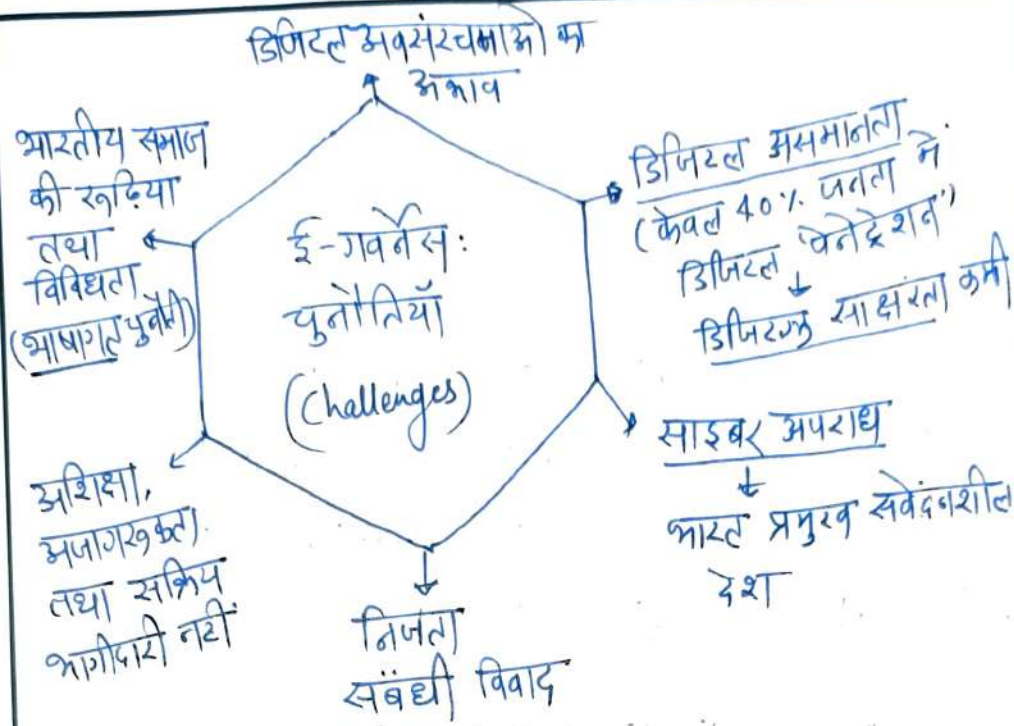 डिजिटल अवसंरचनाओ का
अभाव
भारतीय समाज
की रूढ़िया
तथा
विविधता
(भाषागत चुनौती)
ई-गवर्नेंस:
चुनौतियाँ
(Challenges)
डिजिटल असमानता
(केवल 40% जनता में
डिजिटल "पेनेट्रेशन")
डिजिटल साक्षरता कमी
साइबर अपराध
भारत प्रमुख संवेदनशील
देश
अशिक्षा,
अजागरूकता
तथा सक्रिय
भागीदारी नहीं
निजता
संबंधी विवाद